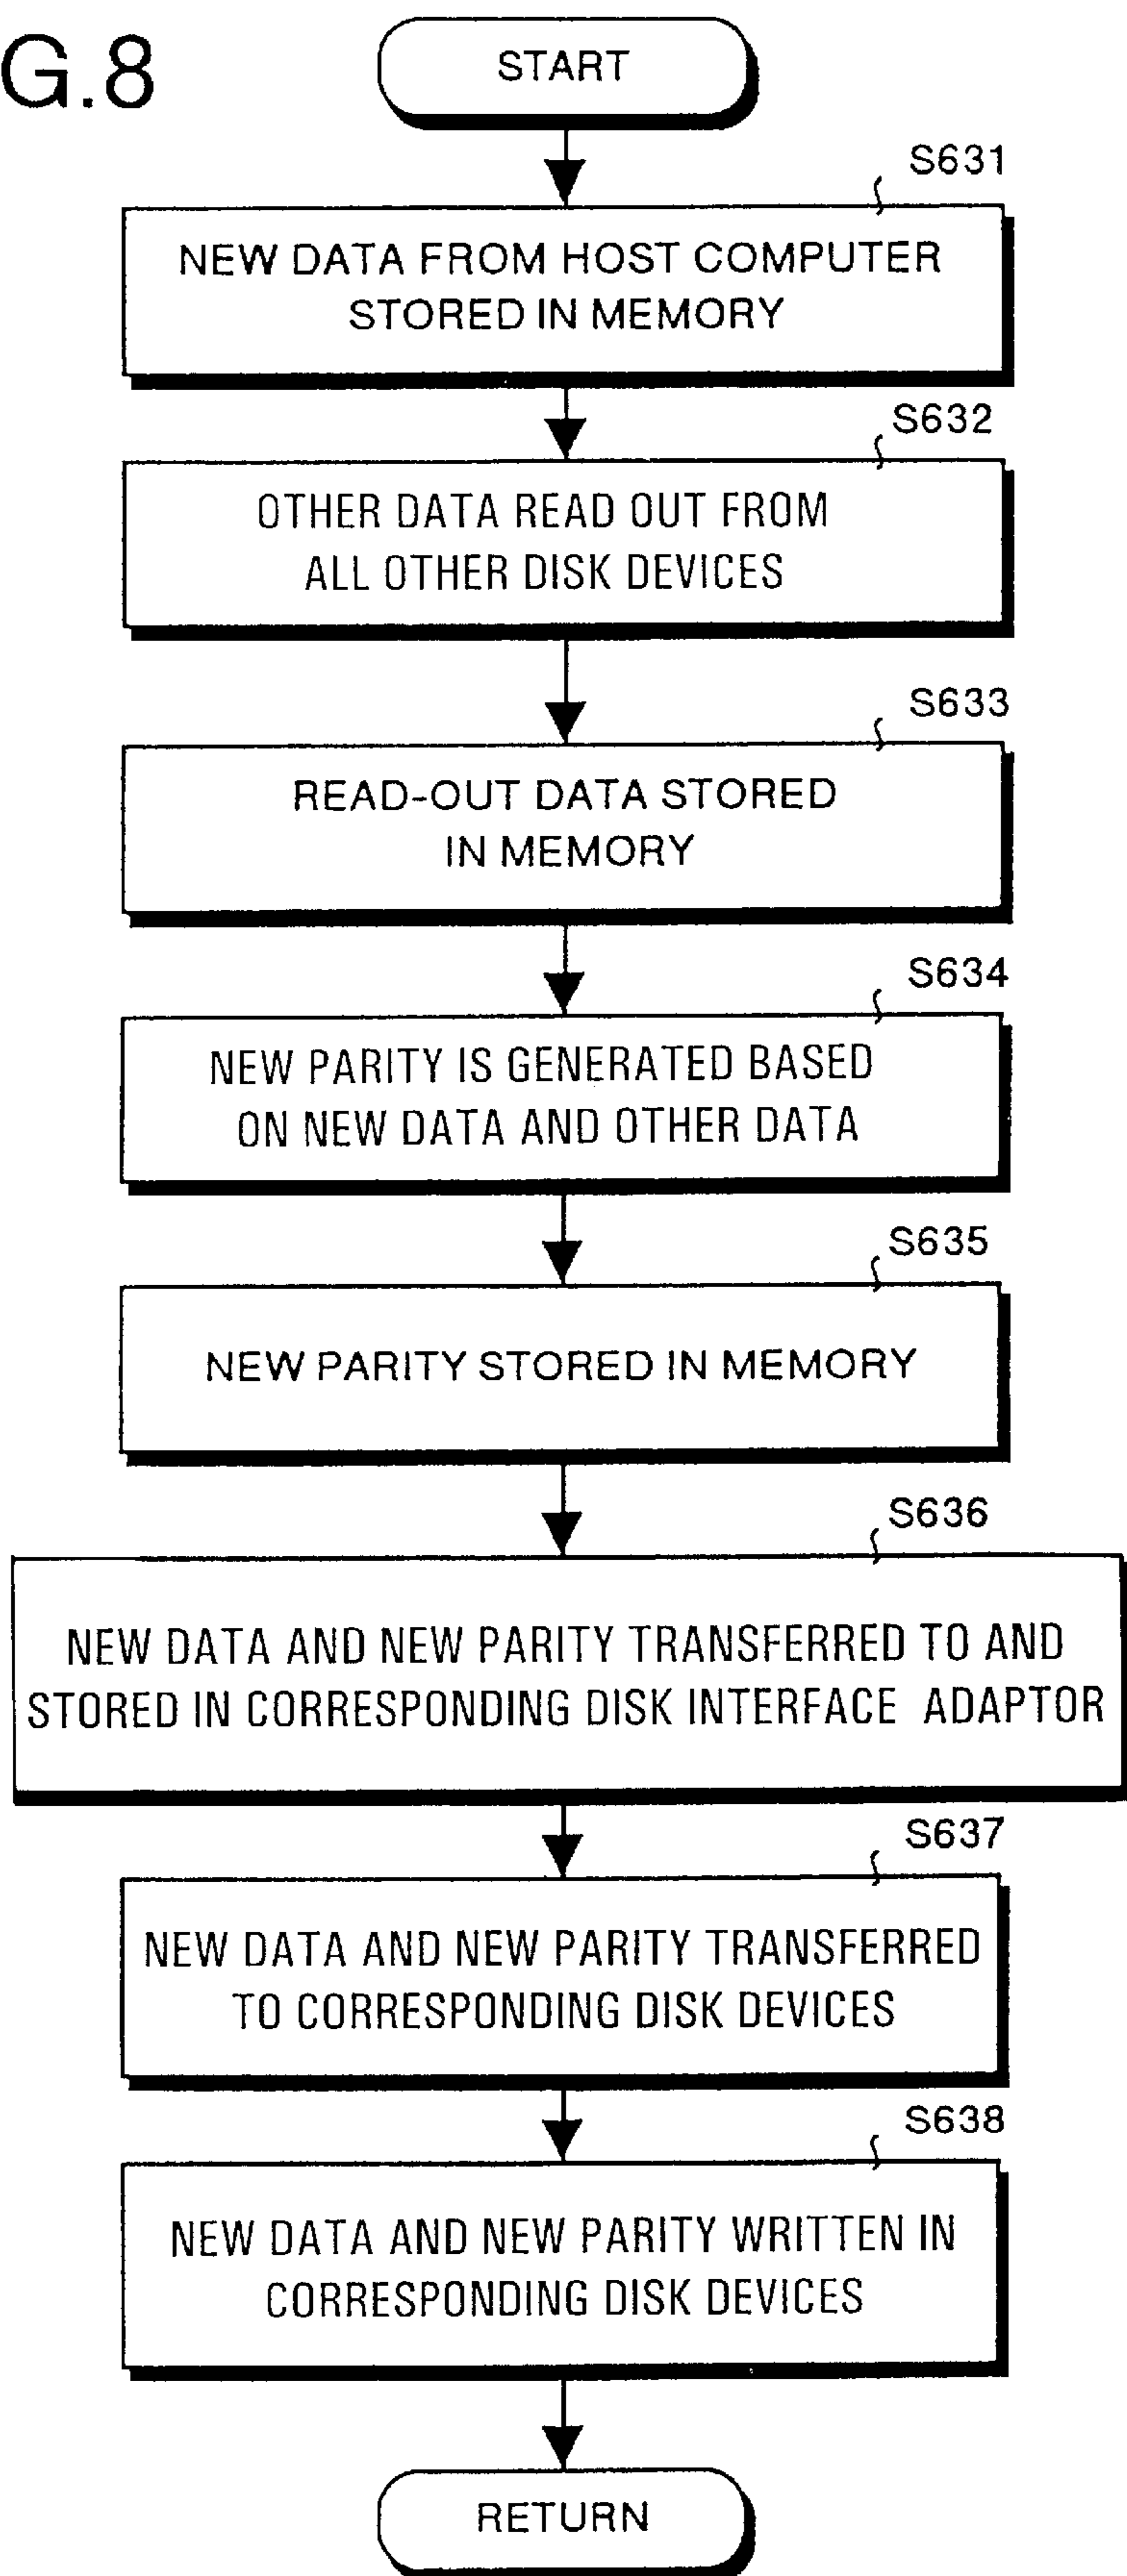 G.8
START
S631
NEW DATA FROM HOST COMPUTER
STORED IN MEMORY
S632
OTHER DATA READ OUT FROM
ALL OTHER DISK DEVICES
S633
READ-OUT DATA STORED
IN MEMORY
S634
NEW PARITY IS GENERATED BASED
ON NEW DATA AND OTHER DATA
S635
NEW PARITY STORED IN MEMORY
S636
NEW DATA AND NEW PARITY TRANSFERRED TO AND
STORED IN CORRESPONDING DISK INTERFACE ADAPTOR
S637
NEW DATA AND NEW PARITY TRANSFERRED
TO CORRESPONDING DISK DEVICES
S638
NEW DATA AND NEW PARITY WRITTEN IN
CORRESPONDING DISK DEVICES
RETURN